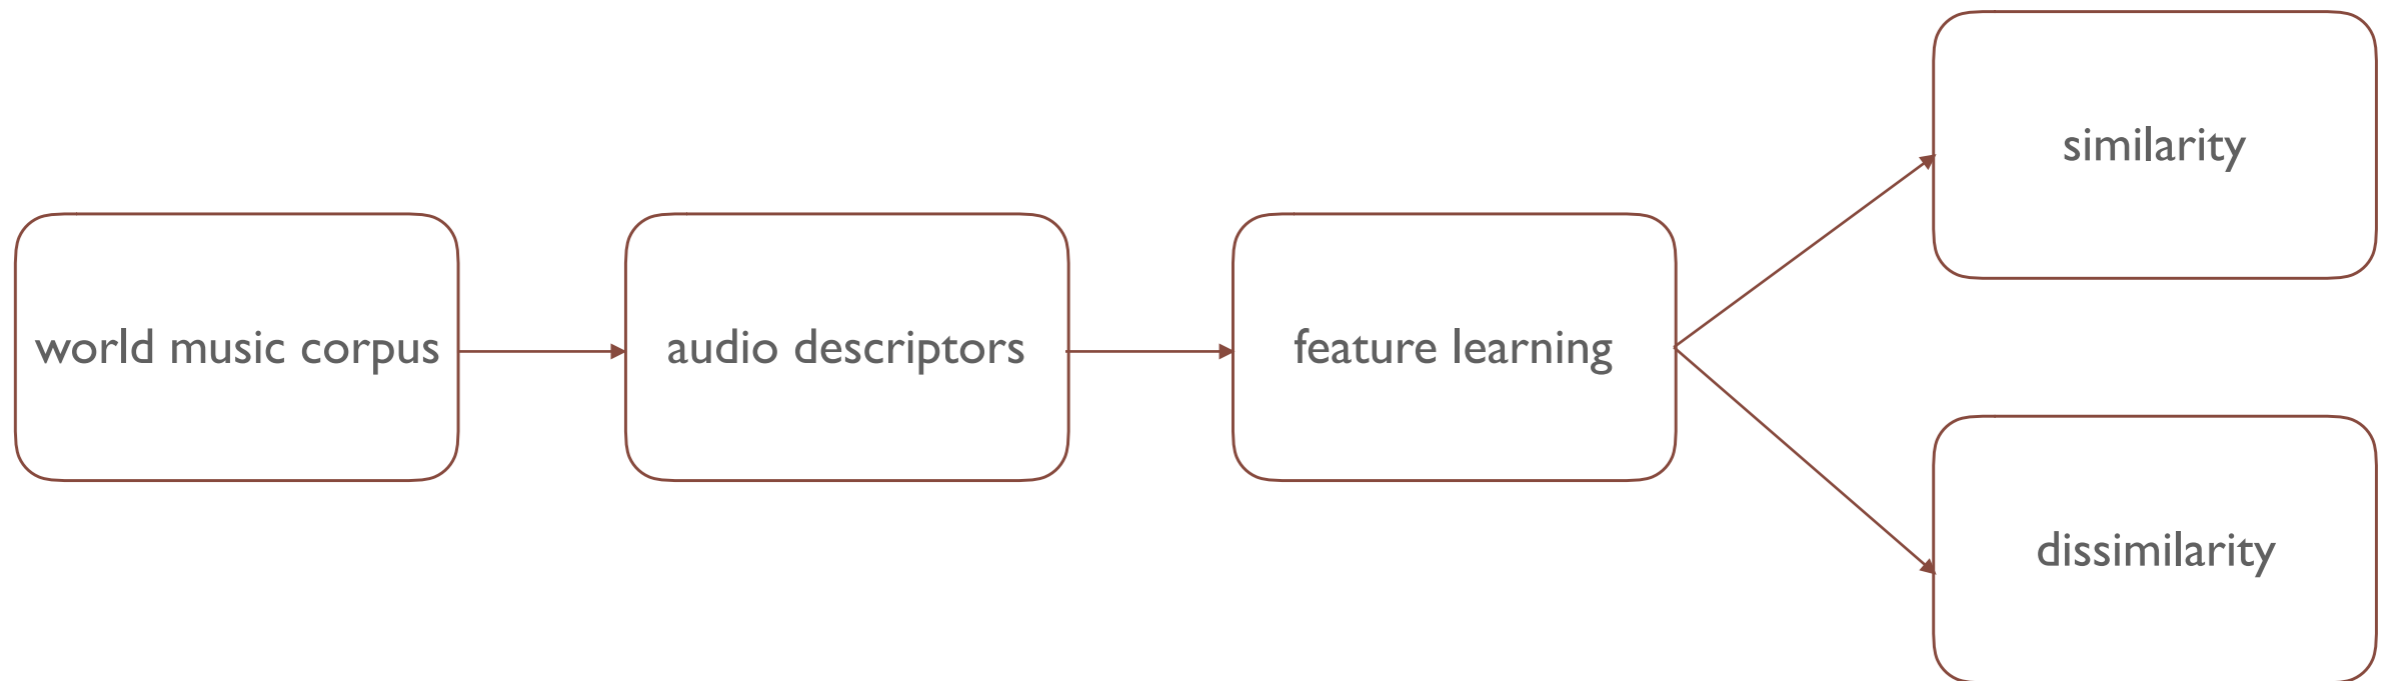 world music corpus
audio descriptors
feature learning
similarity
dissimilarity